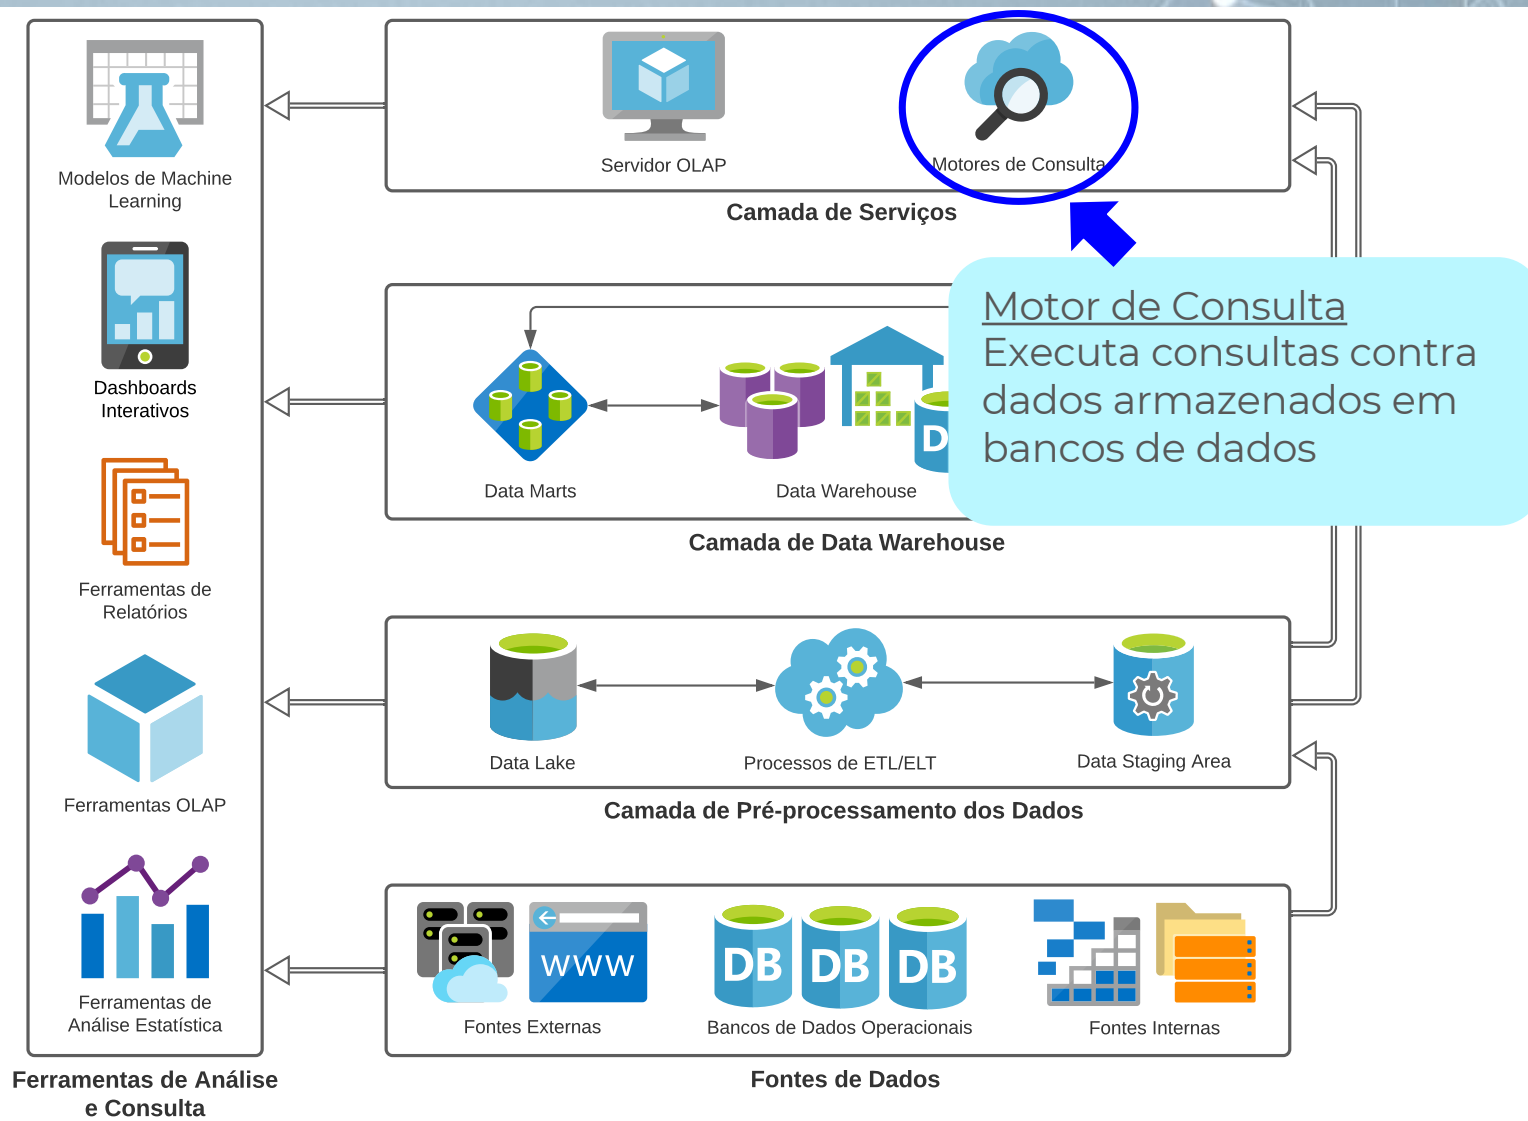 Modelos de Machine
Learning
Dashboards
Interativos
Ferramentas de
Relatórios
Ferramentas OLAP
Ferramentas de
Análise Estatística
Ferramentas de Análise
e Consulta
Servidor OLAP
Motores de Consulta
Camada de Serviços
Motor de Consulta
Executa consultas contra
dados armazenados em
bancos de dados
Data Marts
Data Warehouse
D
Camada de Data Warehouse
Data Lake
Processos de ETL/ELT
Data Staging Area
Camada de Pré-processamento dos Dados
WWW
DB DB DB
Fontes Externas
Bancos de Dados Operacionais
Fontes Internas
Fontes de Dados